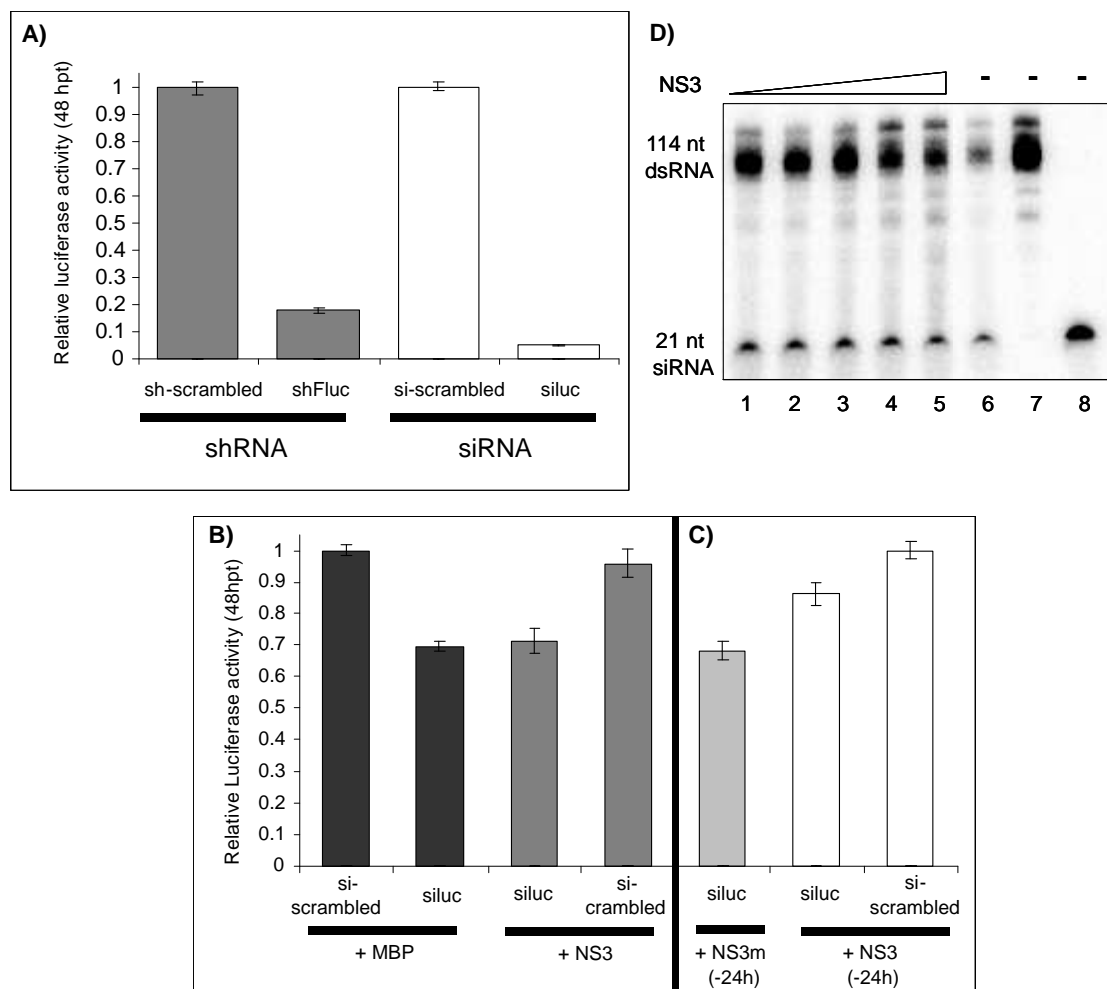 A)
Relative luciferase activity (48 hpt)
1
0.9
0.8
0.7
0.6
0.5
0.4
0.3
0.2
0.1
0
sh-scrambled
shFluc
si-scrambled
siluc
shRNA
siRNA
D)
NS3
-
-
-
114 nt
dsRNA
21 nt
siRNA
1
2
3
4
5
6
7
8
B)
Relative Luciferase activity (48hpt)
1
0.9
0.8
0.7
0.6
0.5
0.4
0.3
0.2
0.1
0
si-
scrambled
siluc
siluc
si-
crambled
+ MBP
+ NS3
C)
siluc
siluc
si-
scrambled
+ NS3m
(-24h)
+ NS3
(-24h)